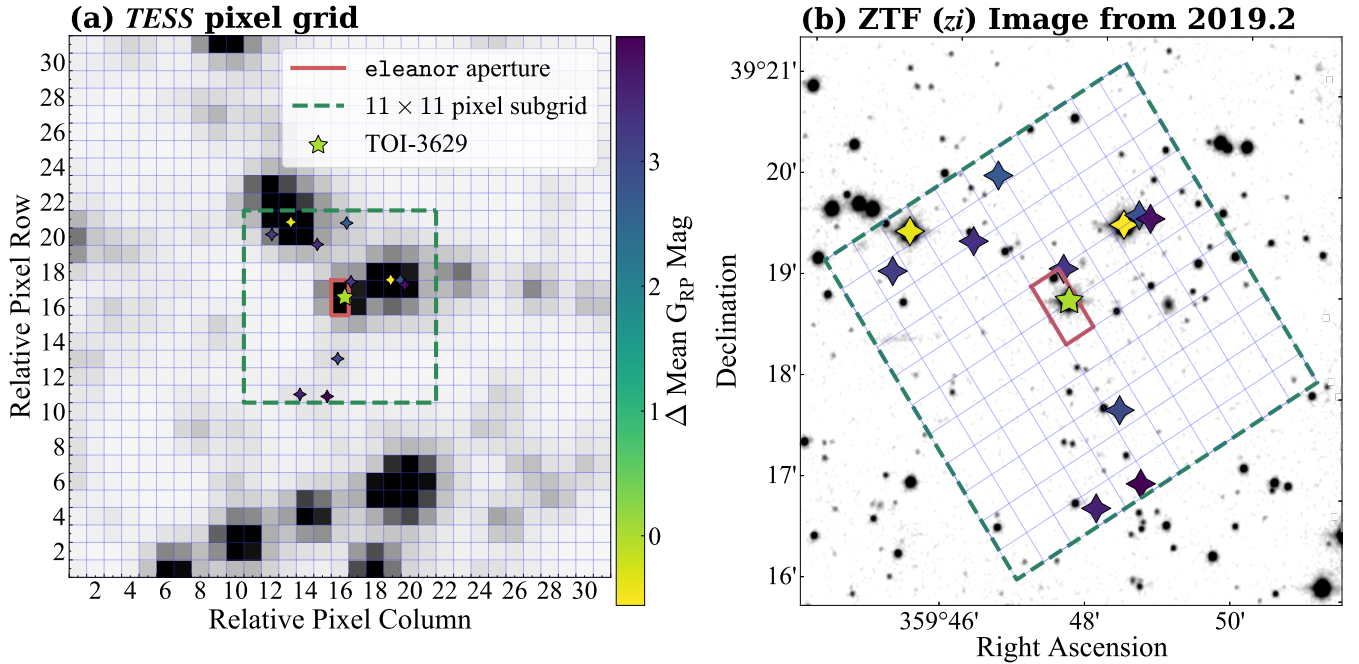 (a) TESS pixel grid
30
28
26
24
22
20
18
16
14
12
10
8
6
4
2
Relative Pixel Row
2 4 6 8 10 12 14 16 18 20 22 24 26 28 30
Relative Pixel Column
eleanor aperture
11 × 11 pixel subgrid
TOI-3629
3
2
1
0
Δ Mean G_RP Mag
(b) ZTF (zi) Image from 2019.2
39°21'
20'
19'
18'
17'
16'
Declination
359°46' 48' 50'
Right Ascension